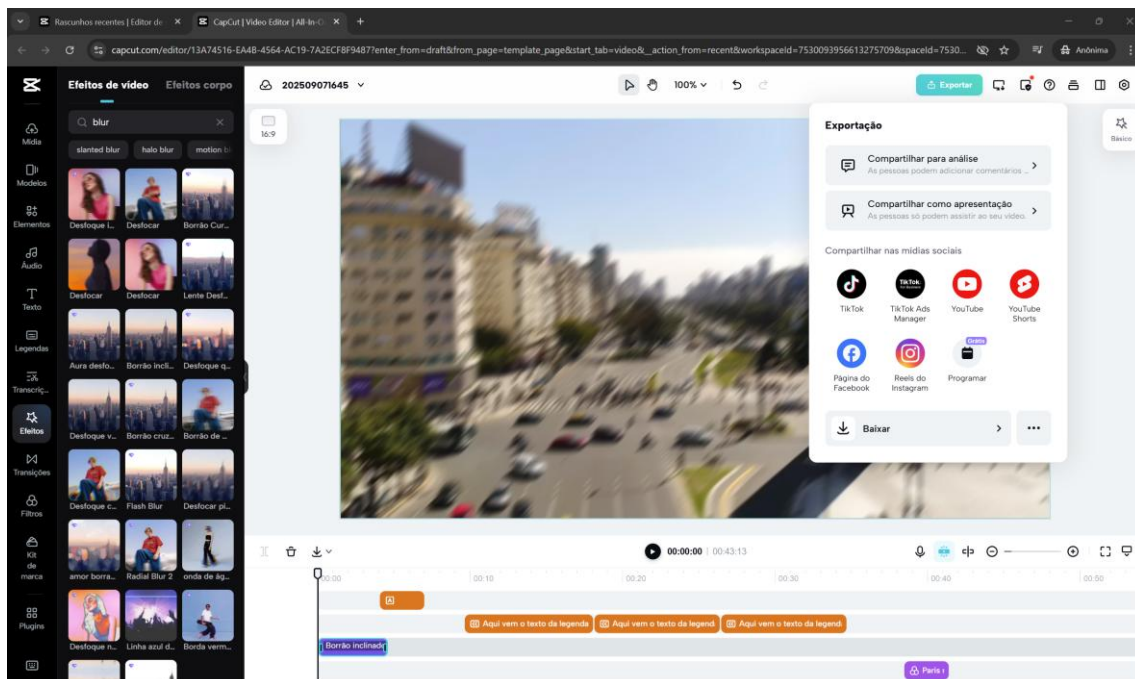 Rascunhos recentes | Editor de
CapCut | Video Editor | All-In-O
capcut.com/editor/13A74516-EA4B-4564-AC19-7A2ECF8F9487?enter_from=draft&from_page=template_page&start_tab=video&__action_from=recent&workspaceId=7530093956613275709&spaceId=7530...
Anônima
Efeitos de vídeo
Efeitos corpo
202509071645
100%
Exportar
Mídia
blur
16:9
Exportação
Básico
slanted blur
halo blur
motion bl
Compartilhar para análise
As pessoas podem adicionar comentários ...
Modelos
Compartilhar como apresentação
As pessoas só podem assistir ao seu vídeo.
Elementos
Desfoque l...
Desfocar
Borrão Cur...
Compartilhar nas mídias sociais
Áudio
Texto
Desfocar
Desfocar
Lente Desf...
TikTok
TikTok Ads Manager
YouTube
YouTube Shorts
Legendas
Aura desfo...
Borrão incli...
Desfoque q...
Grátis
Transcriç...
Página do Facebook
Reels do Instagram
Programar
Efeitos
Desfoque v...
Borrão cruz...
Borrão de ...
Baixar
Transições
Filtros
Desfoque c...
Flash Blur
Desfocar pi...
Kit de marca
amor borra...
Radial Blur 2
onda de ág...
00:00:00 | 00:43:13
00:00
00:10
00:20
00:30
00:40
00:50
Plugins
Aqui vem o texto da legenda
Aqui vem o texto da legend
Aqui vem o texto da legend
Desfoque n...
Linha azul d...
Borda verm...
Borrão inclinado
Paris